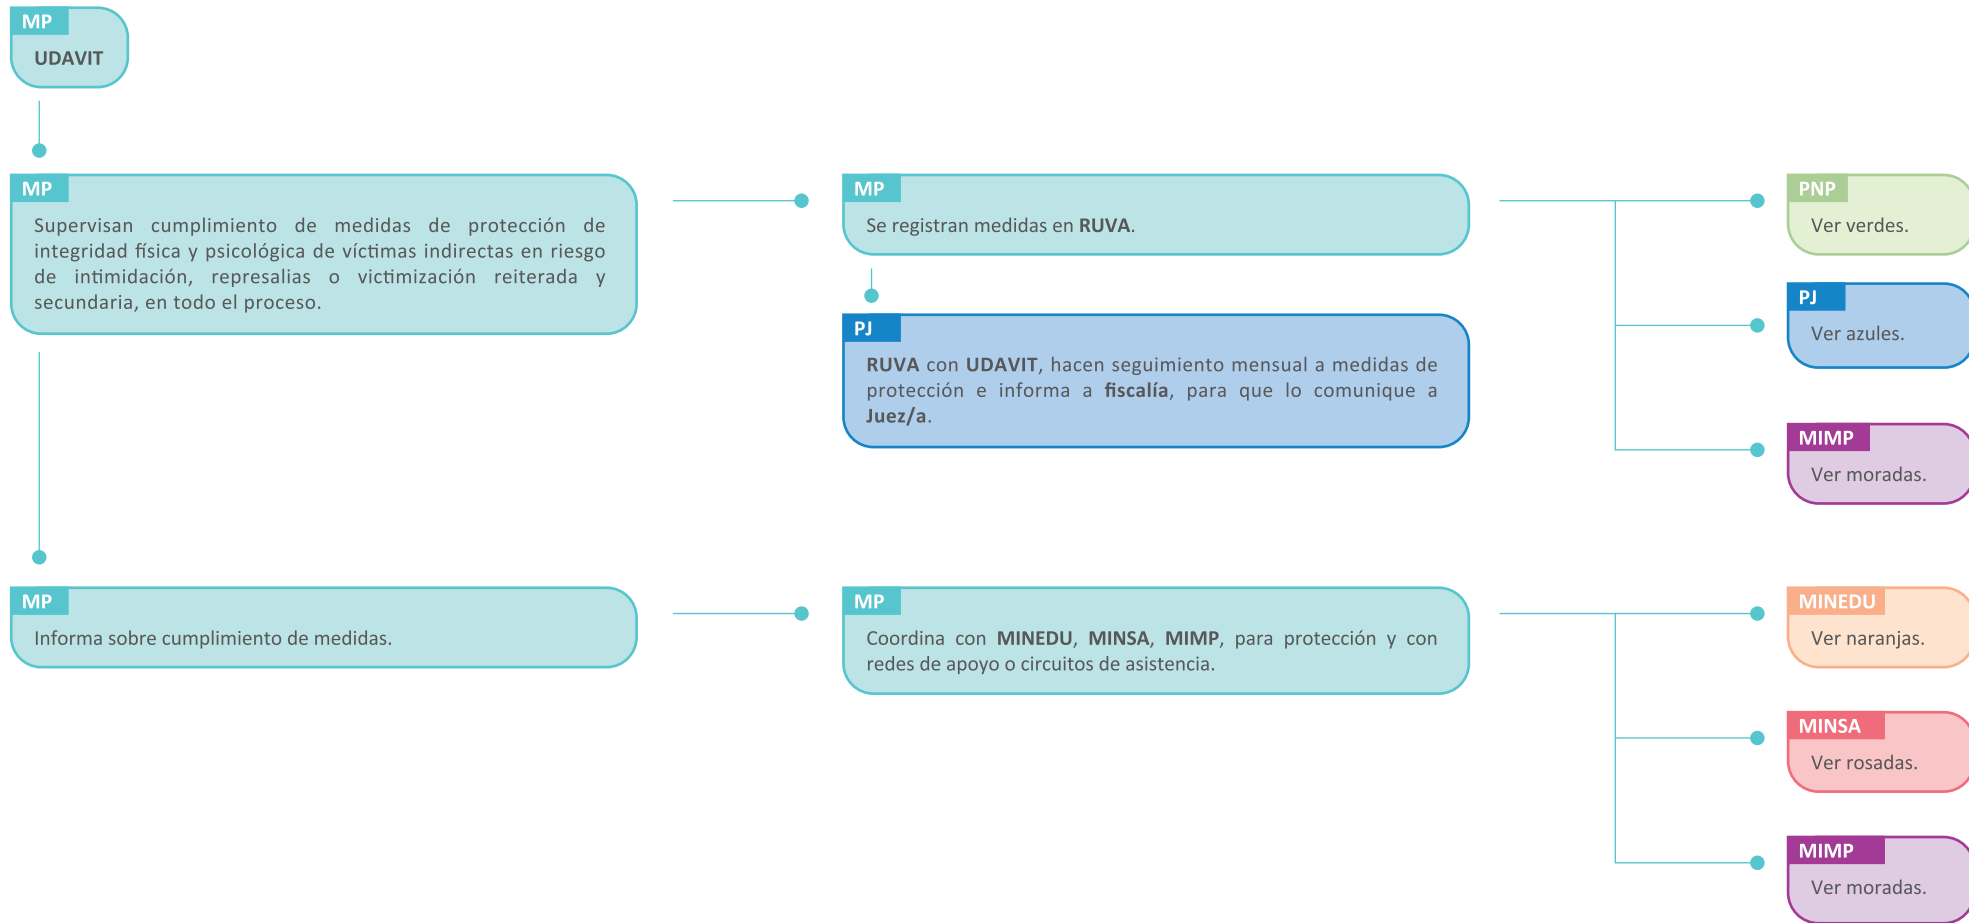 MP
UDAVIT
MP
Supervisan cumplimiento de medidas de protección de
integridad física y psicológica de víctimas indirectas en riesgo
de intimidación, represalias o victimización reiterada y
secundaria, en todo el proceso.
MP
Se registran medidas en RUVA.
PJ
RUVA con UDAVIT, hacen seguimiento mensual a medidas de
protección e informa a fiscalía, para que lo comunique a
Juez/a.
PNP
Ver verdes.
PJ
Ver azules.
MIMP
Ver moradas.
MP
Informa sobre cumplimiento de medidas.
MP
Coordina con MINEDU, MINSA, MIMP, para protección y con
redes de apoyo o circuitos de asistencia.
MINEDU
Ver naranjas.
MINSA
Ver rosadas.
MIMP
Ver moradas.